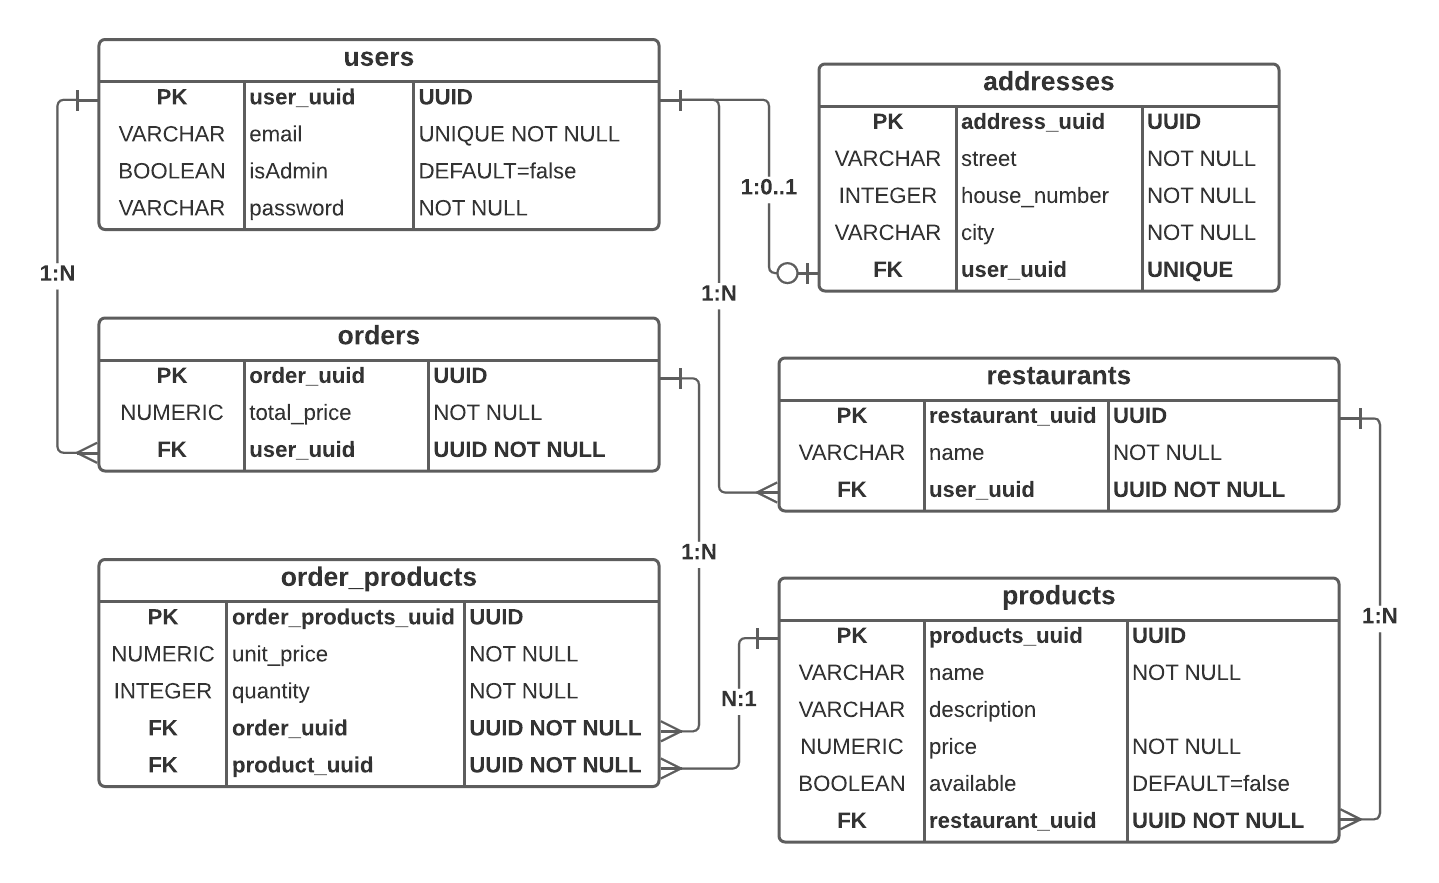 users
PK user_uuid UUID
VARCHAR email UNIQUE NOT NULL
BOOLEAN isAdmin DEFAULT=false
VARCHAR password NOT NULL
addresses
PK address_uuid UUID
VARCHAR street NOT NULL
INTEGER house_number NOT NULL
VARCHAR city NOT NULL
FK user_uuid UNIQUE
1:0..1
1:N
1:N
orders
PK order_uuid UUID
NUMERIC total_price NOT NULL
FK user_uuid UUID NOT NULL
restaurants
PK restaurant_uuid UUID
VARCHAR name NOT NULL
FK user_uuid UUID NOT NULL
1:N
order_products
PK order_products_uuid UUID
NUMERIC unit_price NOT NULL
INTEGER quantity NOT NULL
FK order_uuid UUID NOT NULL
FK product_uuid UUID NOT NULL
N:1
products
PK products_uuid UUID
VARCHAR name NOT NULL
VARCHAR description
NUMERIC price NOT NULL
BOOLEAN available DEFAULT=false
FK restaurant_uuid UUID NOT NULL
1:N